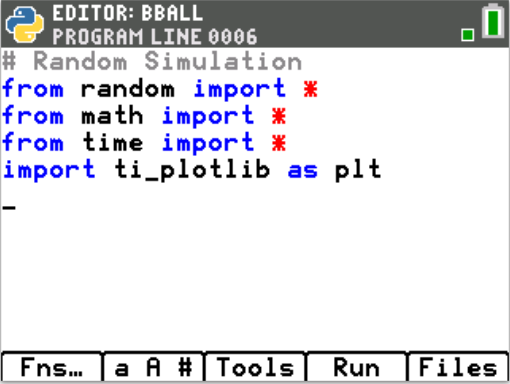 EDITOR: BBALL
PROGRAM LINE 0006
# Random Simulation
from random import *
from math import *
from time import *
import ti_plotlib as plt
_
Fns… a A # Tools Run Files